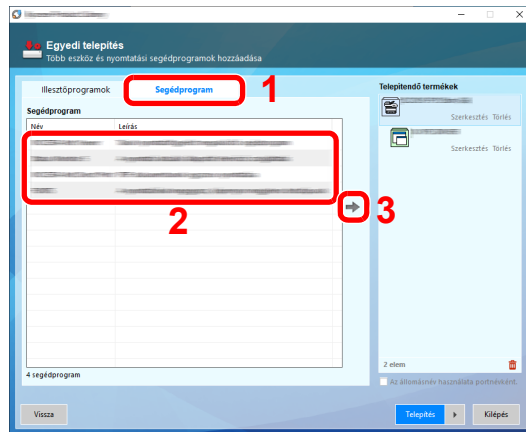 Egyedi telepítés
Több eszköz és nyomtatási segédprogramok hozzáadása
Illesztőprogramok
Segédprogram
1
Telepítendő termékek
Segédprogram
Név
Leírás
Szerkesztés Törlés
Szerkesztés Törlés
2
3
2 elem
4 segédprogram
Az állomásnév használata portnévként.
Vissza
Telepítés
Kilépés